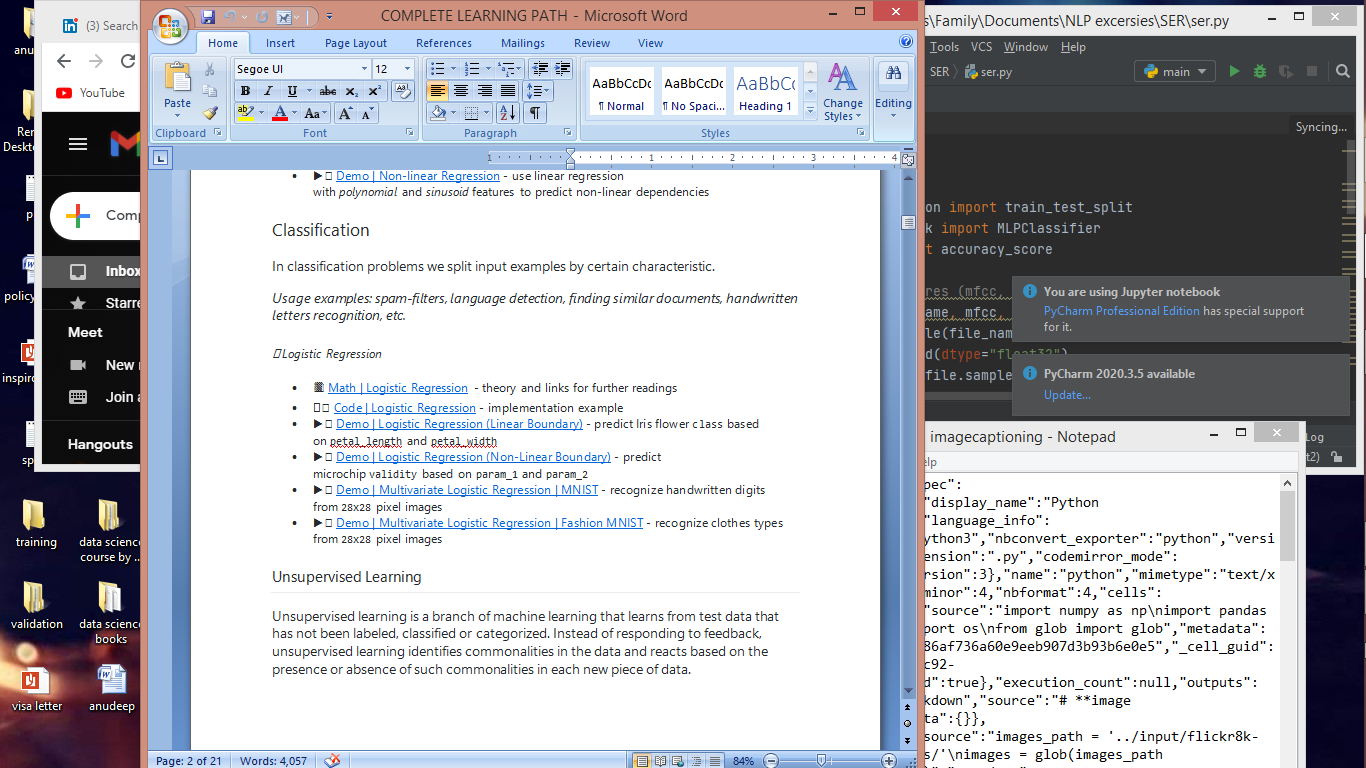 (3) Search
YouTube
Comp
Inbox
Starre
Meet
New
Join a
Hangouts
anu
Ren
Deskto
p
policy
inspir
sp
training
data science
course by ...
validation
data science
books
visa letter
anudeep
COMPLETE LEARNING PATH - Microsoft Word
Home
Insert
Page Layout
References
Mailings
Review
View
Paste
Clipboard
Segoe UI
12
B I U abc x₂ x²
ab Aa A A
Font
Paragraph
AaBbCcDc
¶ Normal
AaBbCcDc
¶ No Spaci...
AaBbCc
Heading 1
Change
Styles
Styles
Editing
1 1 2 3 4
• ▶ Demo | Non-linear Regression - use linear regression
with polynomial and sinusoid features to predict non-linear dependencies
Classification
In classification problems we split input examples by certain characteristic.
Usage examples: spam-filters, language detection, finding similar documents, handwritten
letters recognition, etc.
Logistic Regression
• Math | Logistic Regression - theory and links for further readings
• Code | Logistic Regression - implementation example
• ▶ Demo | Logistic Regression (Linear Boundary) - predict Iris flower class based
on petal_length and petal_width
• ▶ Demo | Logistic Regression (Non-Linear Boundary) - predict
microchip validity based on param_1 and param_2
• ▶ Demo | Multivariate Logistic Regression | MNIST - recognize handwritten digits
from 28x28 pixel images
• ▶ Demo | Multivariate Logistic Regression | Fashion MNIST - recognize clothes types
from 28x28 pixel images
Unsupervised Learning
Unsupervised learning is a branch of machine learning that learns from test data that
has not been labeled, classified or categorized. Instead of responding to feedback,
unsupervised learning identifies commonalities in the data and reacts based on the
presence or absence of such commonalities in each new piece of data.
Page: 2 of 21
Words: 4,057
84%
s\Family\Documents\NLP excersies\SER\ser.py
Tools VCS Window Help
SER ser.py
main
Syncing...
on import train_test_split
k import MLPClassifier
t accuracy_score
res (mfcc,
ame, mfcc,
le(file_nam
d(dtype="float32")
file.sample
You are using Jupyter notebook
PyCharm Professional Edition has special support
for it.
PyCharm 2020.3.5 available
Update...
Log
t2)
imagecaptioning - Notepad
elp
pec":
"display_name":"Python
"language_info":
ython3","nbconvert_exporter":"python","versi
ension":".py","codemirror_mode":
rsion":3},"name":"python","mimetype":"text/x
minor":4,"nbformat":4,"cells":
"source":"import numpy as np\nimport pandas
port os\nfrom glob import glob","metadata":
86af736a60e9eeb907d3b93b6e0e5","_cell_guid":
c92-
d":true},"execution_count":null,"outputs":
kdown","source":"# **image
ta":{}},
source":"images_path = '../input/flickr8k-
s/'\nimages = glob(images_path